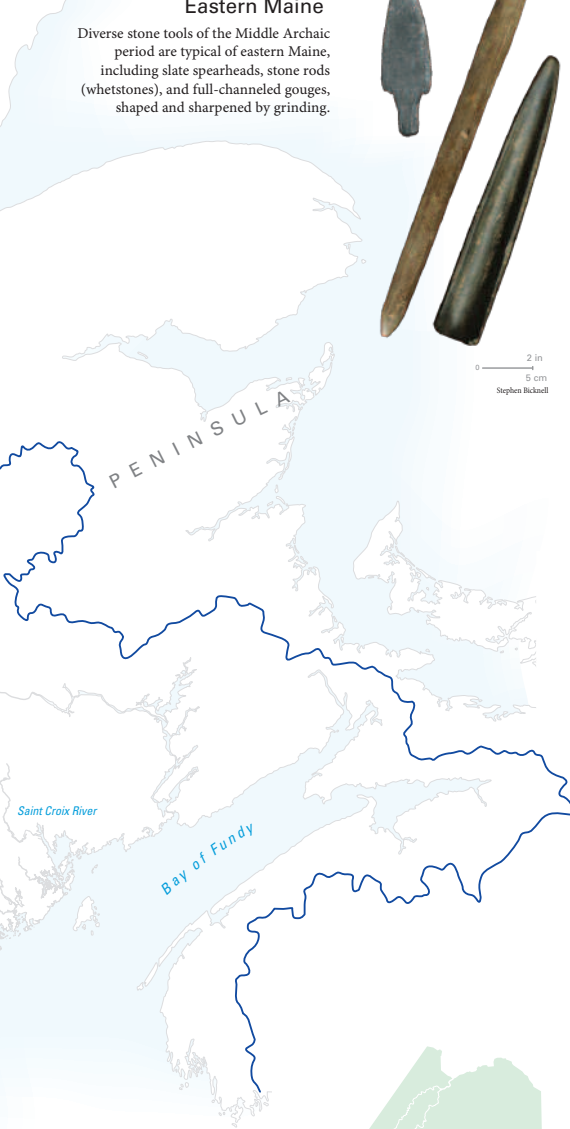 Eastern Maine
Diverse stone tools of the Middle Archaic
period are typical of eastern Maine,
including slate spearheads, stone rods
(whetstones), and full-channeled gouges,
shaped and sharpened by grinding.
2 in
0
5 cm
Stephen Bicknell
PENINSULA
Saint Croix River
Bay of Fundy